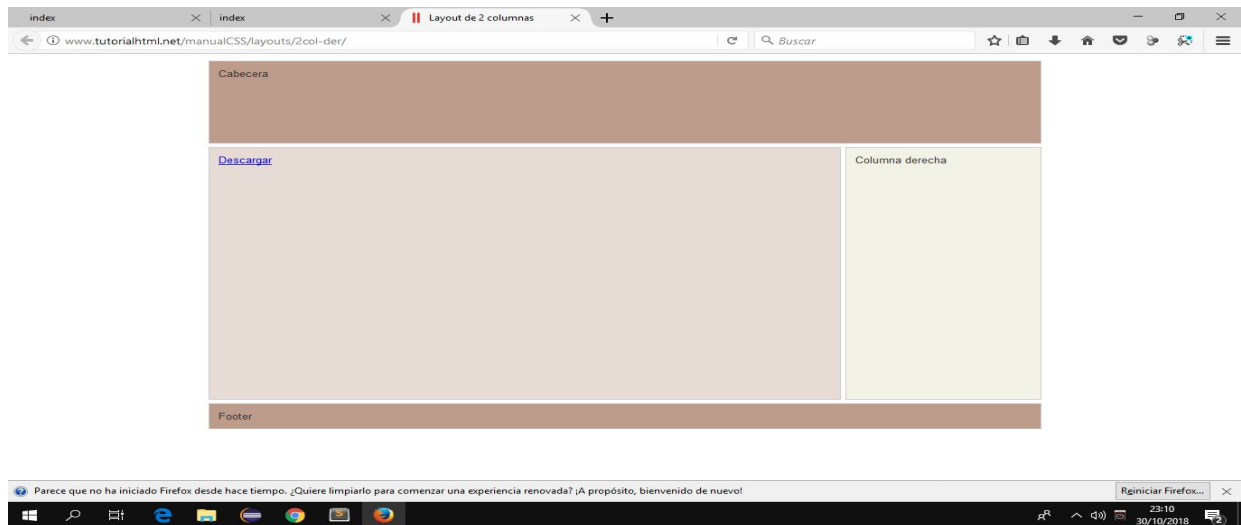 index index Layout de 2 columnas
www.tutorialhtml.net/manualCSS/layouts/2col-der/ Buscar
Cabecera
Descargar Columna derecha
Footer
Parece que no ha iniciado Firefox desde hace tiempo. ¿Quiere limpiarlo para comenzar una experiencia renovada? ¡A propósito, bienvenido de nuevo! Reiniciar Firefox...
23:10
30/10/2018